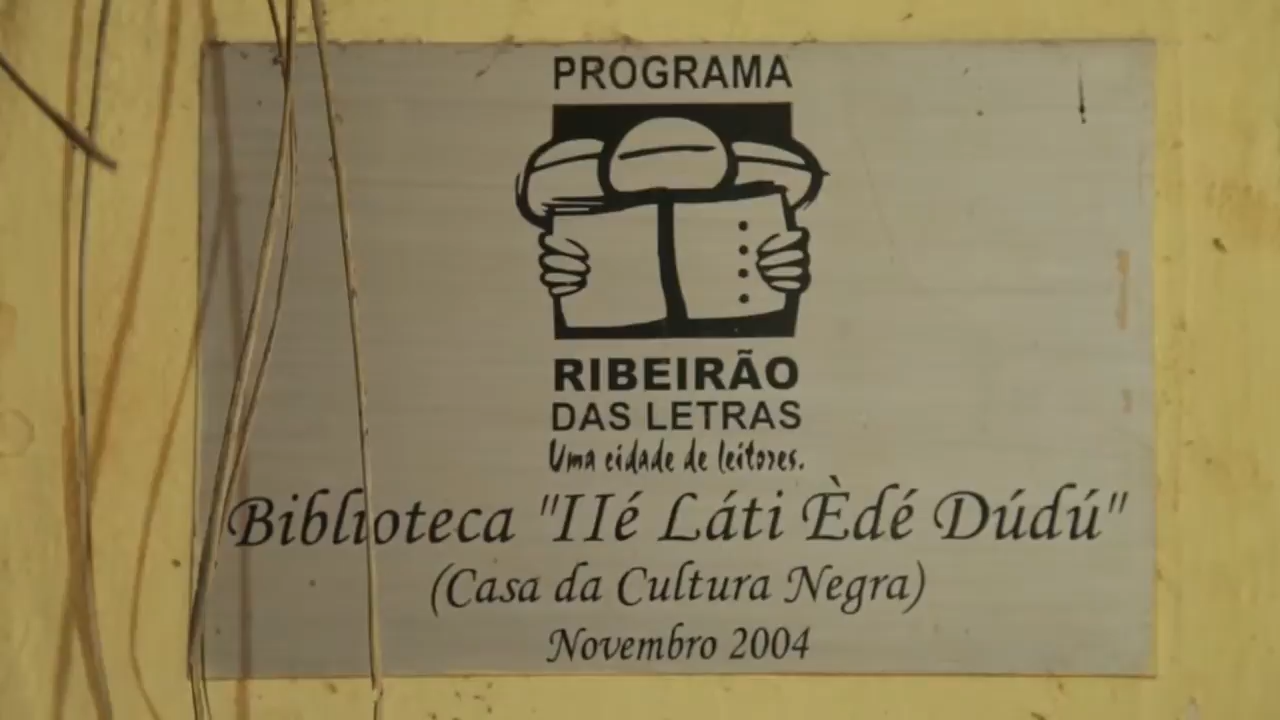 PROGRAMA
RIBEIRÃO
DAS LETRAS
Uma cidade de leitores.
Biblioteca "IIé Láti Èdé Dúdú"
(Casa da Cultura Negra)
Novembro 2004